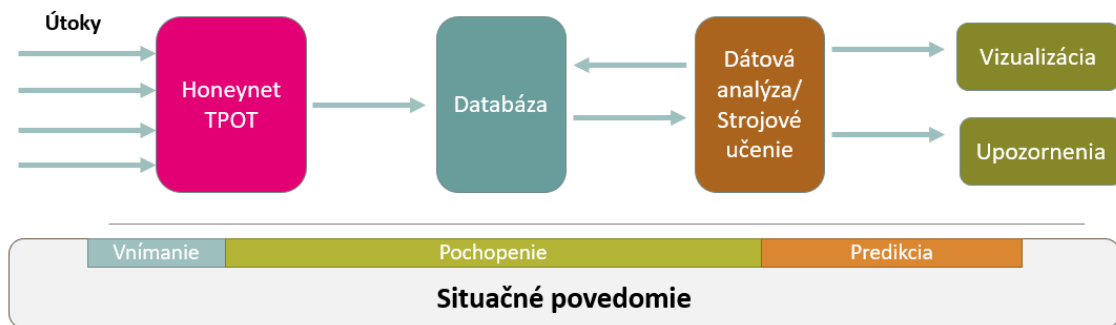 Útoky
Honeynet
TPOT
Databáza
Dátová
analýza/
Strojové
učenie
Vizualizácia
Upozornenia
Vnímanie
Pochopenie
Predikcia
Situačné povedomie